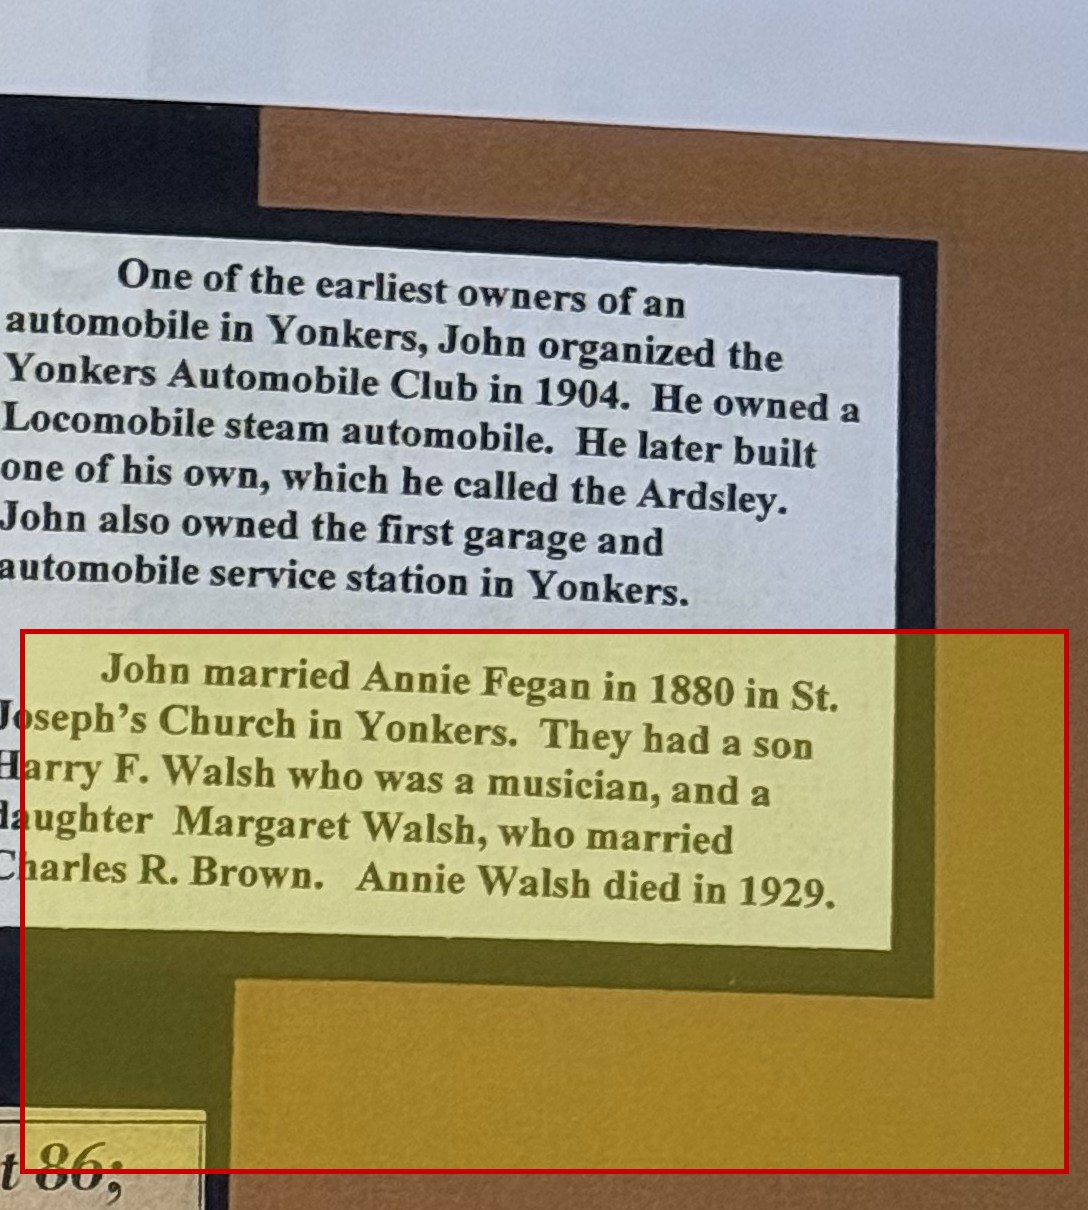 One of the earliest owners of an
automobile in Yonkers, John organized the
Yonkers Automobile Club in 1904. He owned a
Locomobile steam automobile. He later built
one of his own, which he called the Ardsley.
John also owned the first garage and
automobile service station in Yonkers.
John married Annie Fegan in 1880 in St.
Joseph's Church in Yonkers. They had a son
Harry F. Walsh who was a musician, and a
daughter Margaret Walsh, who married
Charles R. Brown. Annie Walsh died in 1929.
t 86;